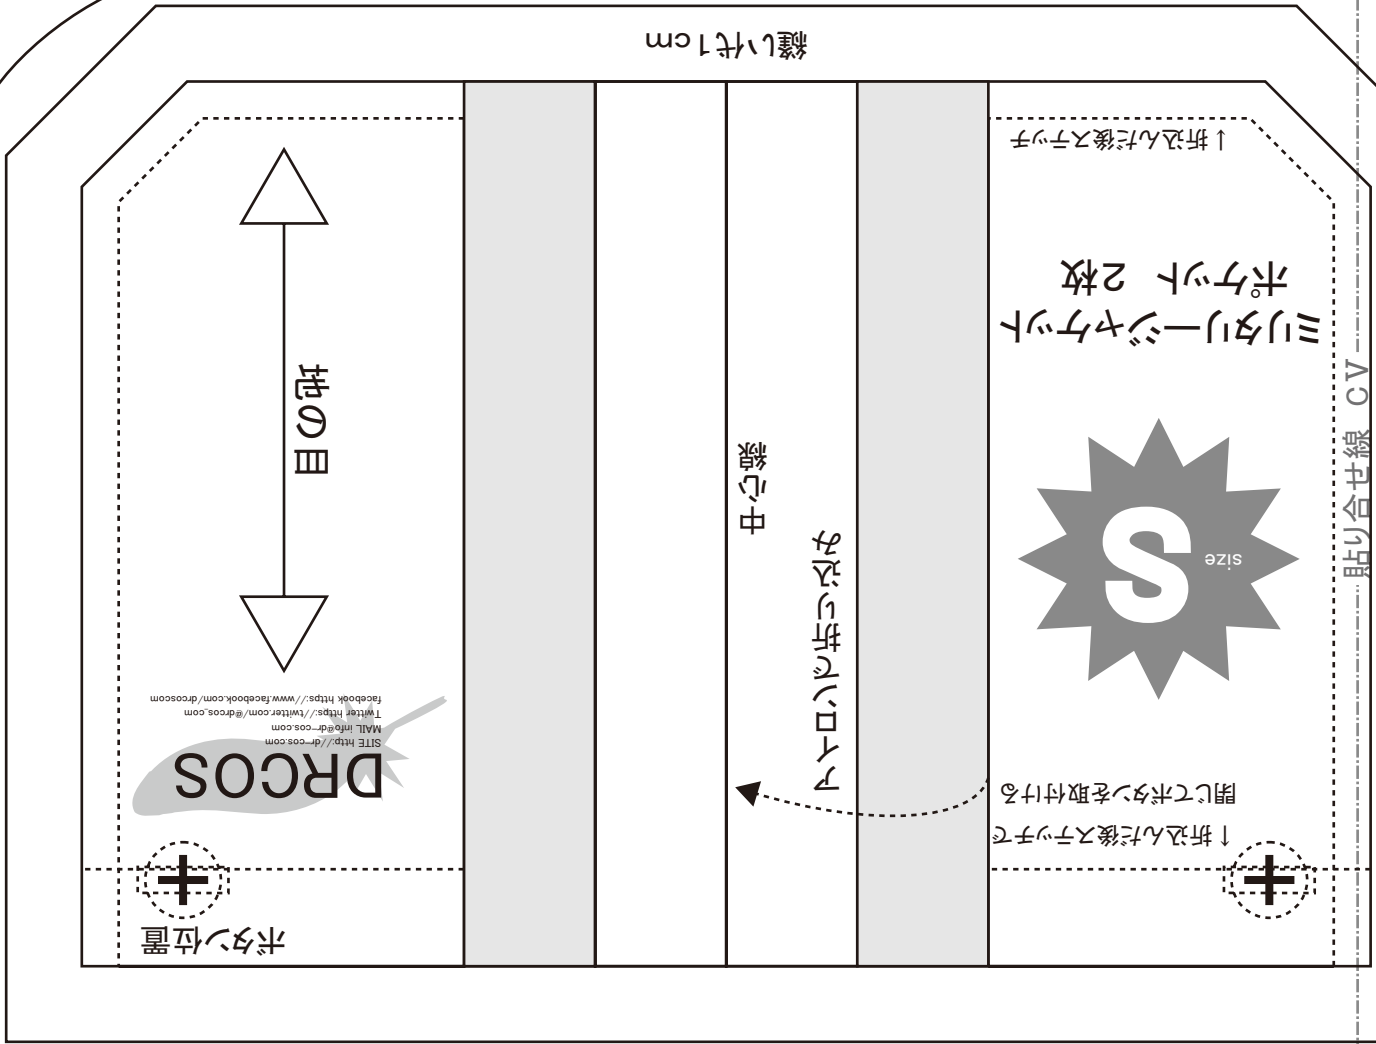 ボタン位置
↑折込んだ後ステッチで
閉じてボタンを取付ける
DRCOS
SITE http://dr-cos.com
MAIL info@dr-cos.com
Twitter https://twitter.com/@drcos_com
facebook https://www.facebook.com/drcoscom
アイロンで折り込み
中心線
地の目
size
S
ミリタリージャケット
ポケット 2枚
↑折込んだ後ステッチ
縫い代1cm
貼り合せ線 CV